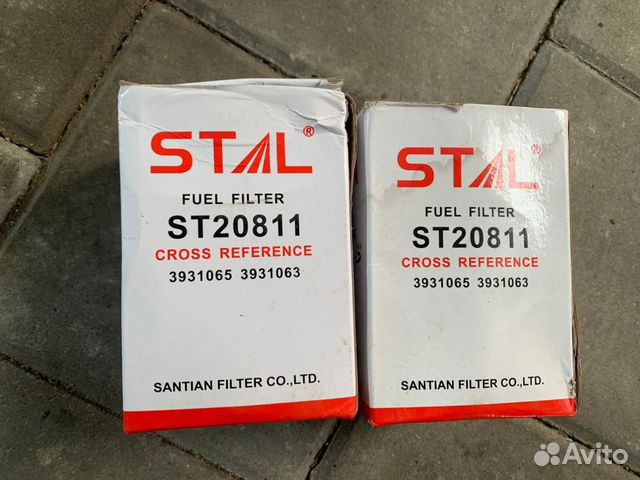 STAL®
FUEL FILTER
ST20811
CROSS REFERENCE
3931065 3931063
SANTIAN FILTER CO.,LTD.
STAL®
FUEL FILTER
ST20811
CROSS REFERENCE
3931065 3931063
SANTIAN FILTER CO.,LTD.
Avito